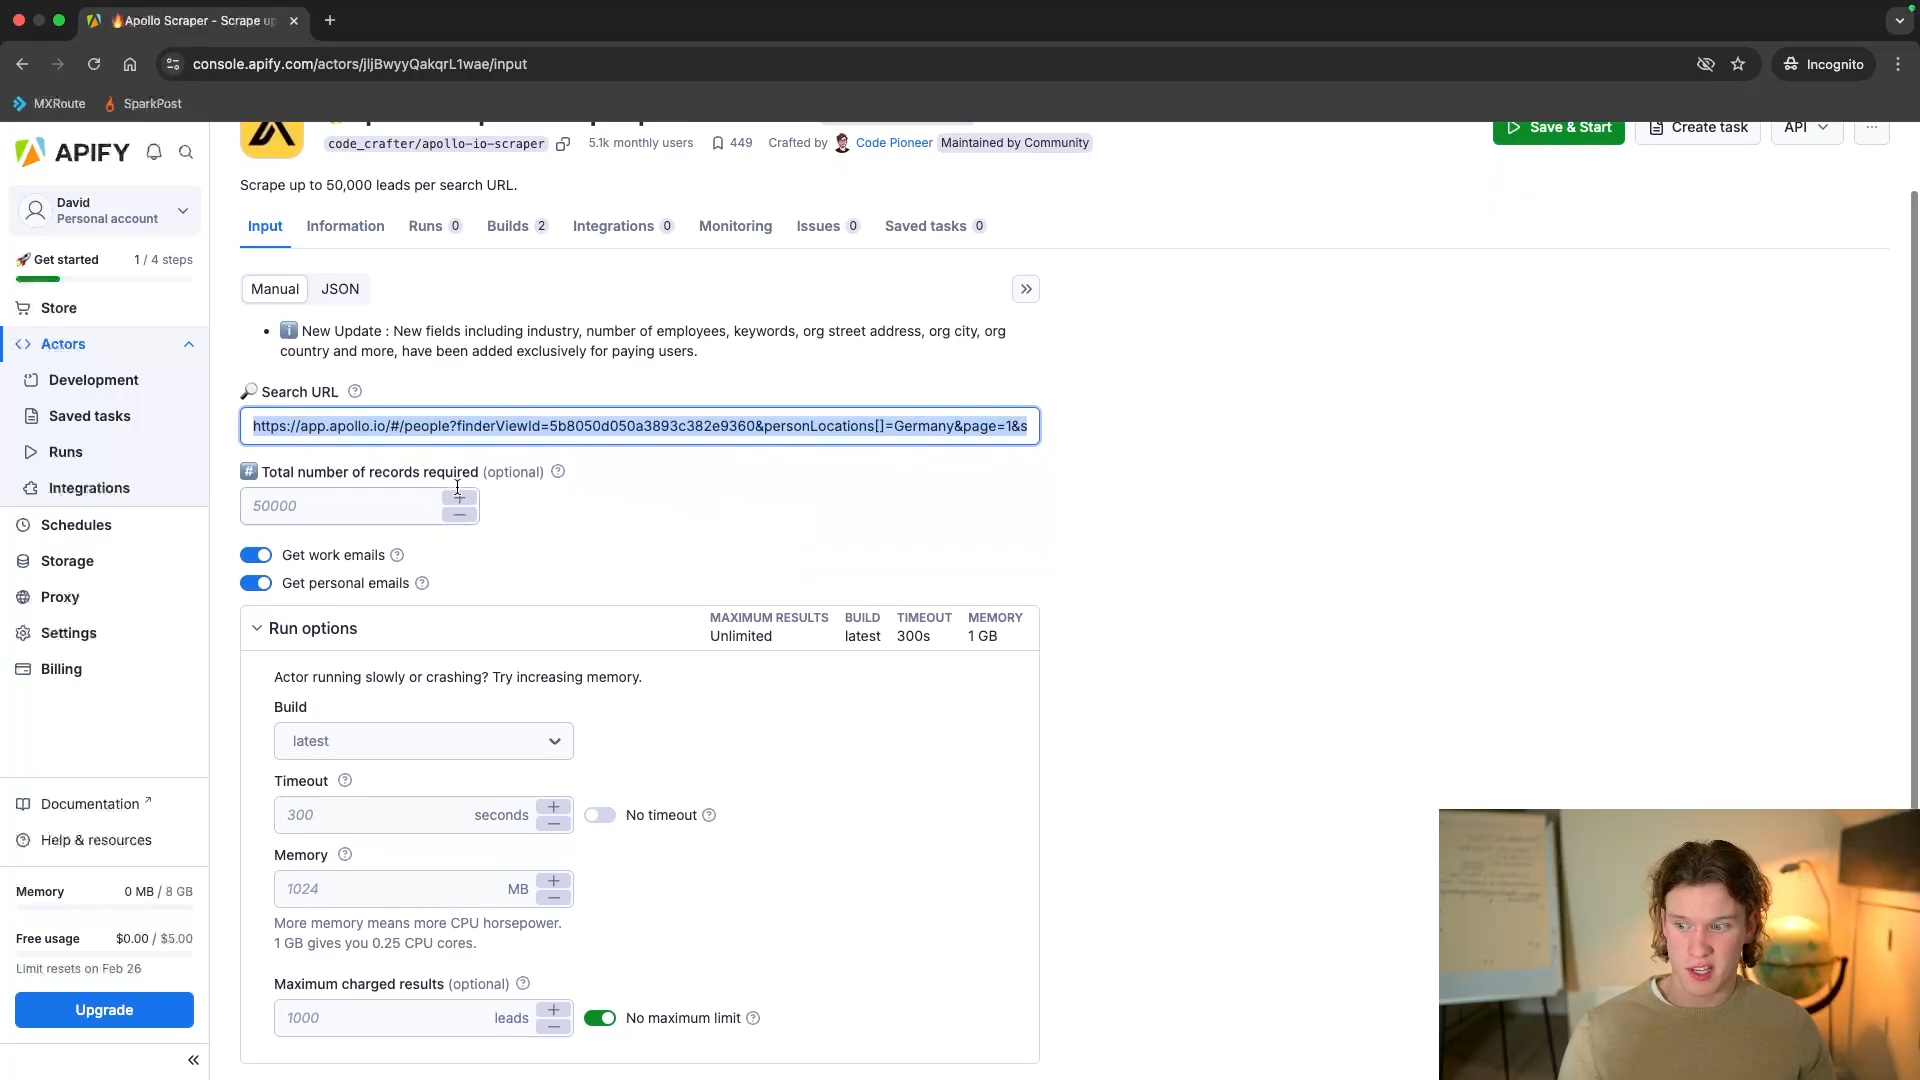 🔥Apollo Scraper - Scrape up
console.apify.com/actors/jljBwyyQakqrL1wae/input
Incognito
MXRoute
SparkPost
APIFY
David
Personal account
🚀 Get started 1 / 4 steps
Store
Actors
Development
Saved tasks
Runs
Integrations
Schedules
Storage
Proxy
Settings
Billing
Documentation
Help & resources
Memory 0 MB / 8 GB
Free usage $0.00 / $5.00
Limit resets on Feb 26
Upgrade
code_crafter/apollo-io-scraper 5.1k monthly users 449 Crafted by Code Pioneer Maintained by Community
Save & Start Create task API
Scrape up to 50,000 leads per search URL.
Input Information Runs 0 Builds 2 Integrations 0 Monitoring Issues 0 Saved tasks 0
Manual JSON
• ℹ️ New Update : New fields including industry, number of employees, keywords, org street address, org city, org
country and more, have been added exclusively for paying users.
🔎 Search URL
https://app.apollo.io/#/people?finderViewId=5b8050d050a3893c382e9360&personLocations[]=Germany&page=1&s
#️⃣ Total number of records required (optional)
50000
Get work emails
Get personal emails
Run options
MAXIMUM RESULTS BUILD TIMEOUT MEMORY
Unlimited latest 300s 1 GB
Actor running slowly or crashing? Try increasing memory.
Build
latest
Timeout
300 seconds No timeout
Memory
1024 MB
More memory means more CPU horsepower.
1 GB gives you 0.25 CPU cores.
Maximum charged results (optional)
1000 leads No maximum limit